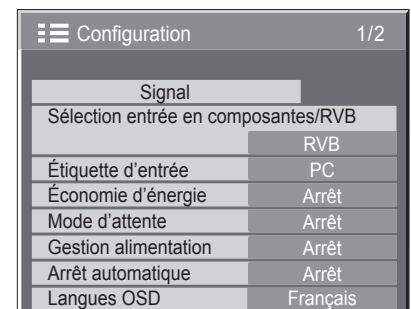 Configuration 1/2
Signal
Sélection entrée en composantes/RVB
RVB
Étiquette d’entrée PC
Économie d’énergie Arrêt
Mode d’attente Arrêt
Gestion alimentation Arrêt
Arrêt automatique Arrêt
Langues OSD Français